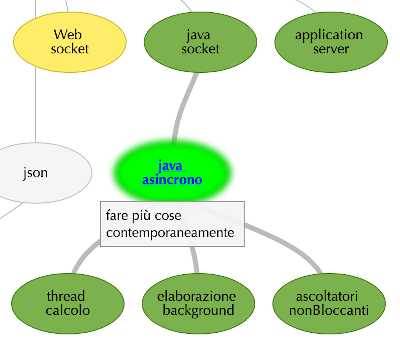 Web
socket
java
socket
application
server
json
java
asincrono
fare più cose
contemporaneamente
thread
calcolo
elaborazione
background
ascoltatori
nonBloccanti